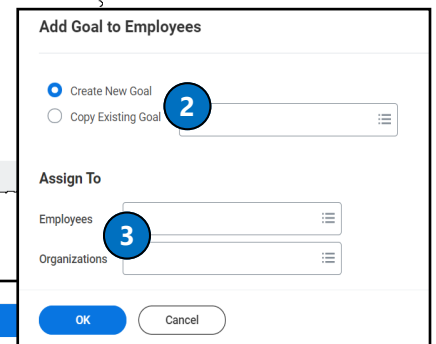 Add Goal to Employees
Create New Goal
Copy Existing Goal
2
Assign To
Employees
3
Organizations
OK
Cancel